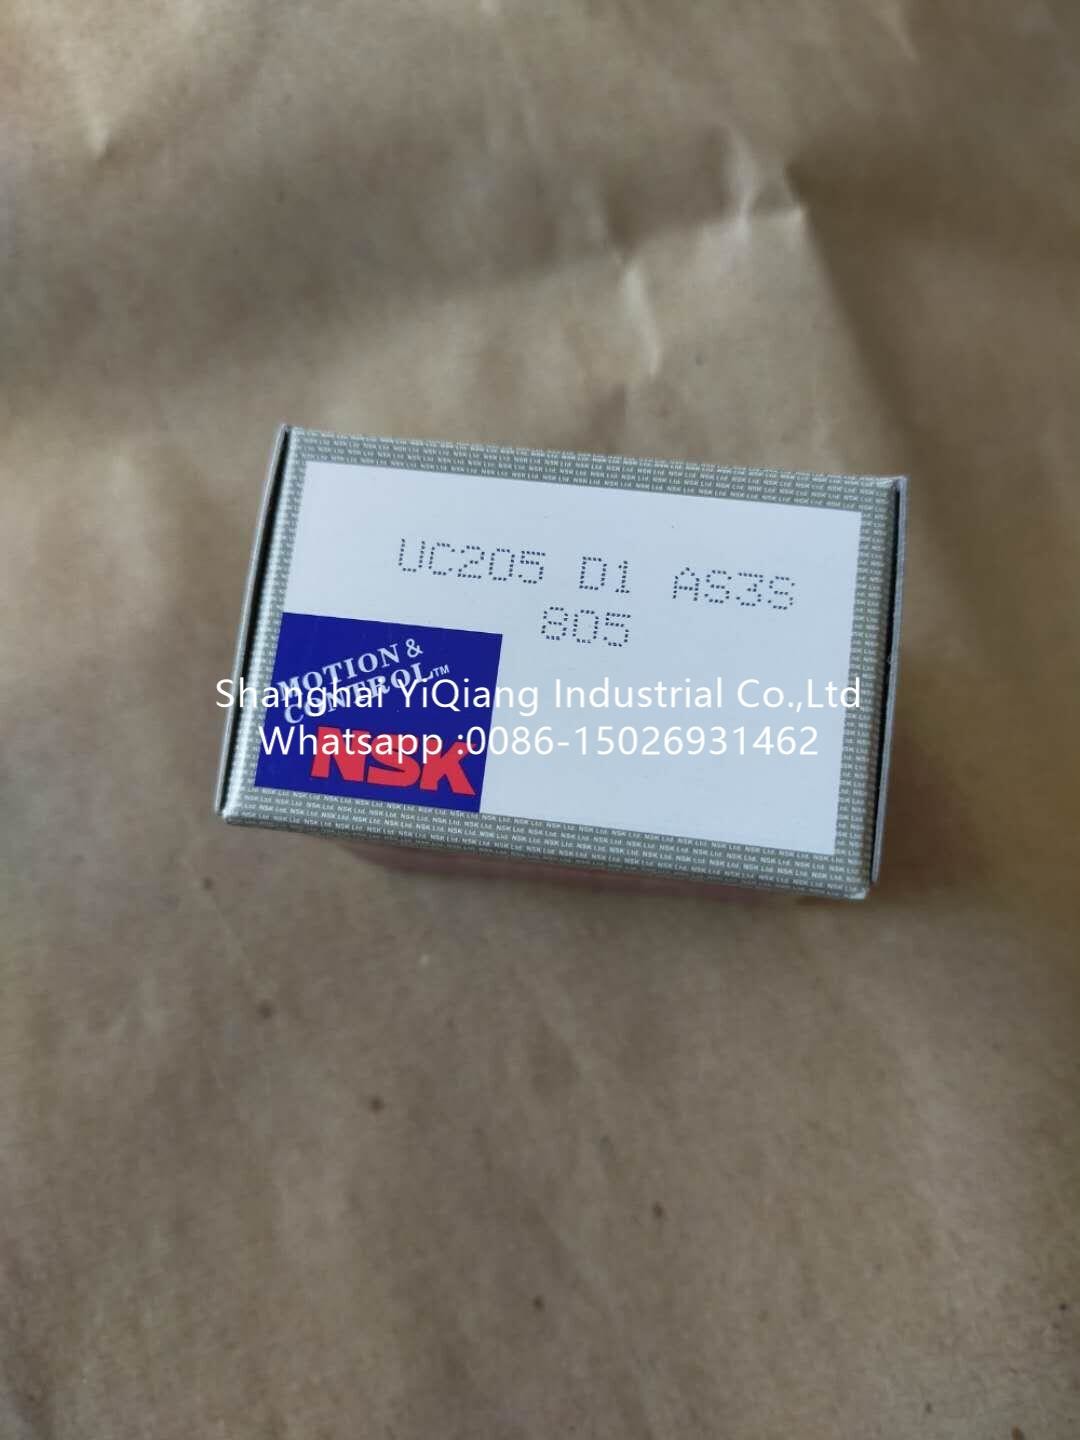 UC205 D1 AS3S
805
MOTION &
CONTROL™
NSK
Shanghai YiQiang Industrial Co.,Ltd
Whatsapp :0086-15026931462